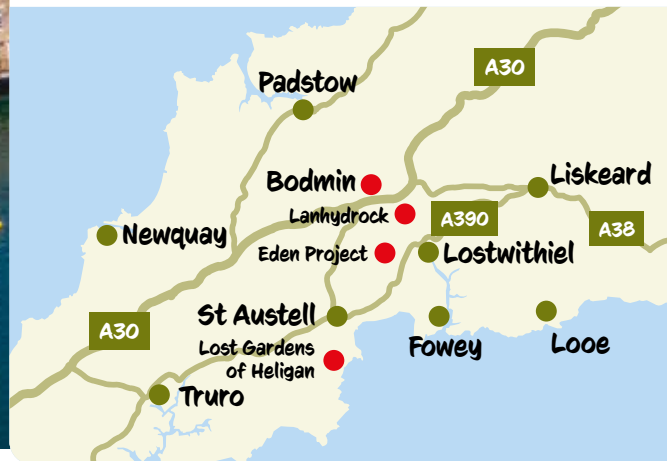 A30
Padstow
Bodmin
Liskeard
Lanhydrock
A390
A38
Newquay
Eden Project
Lostwithiel
St Austell
A30
Lost Gardens
of Heligan
Fowey
Looe
Truro